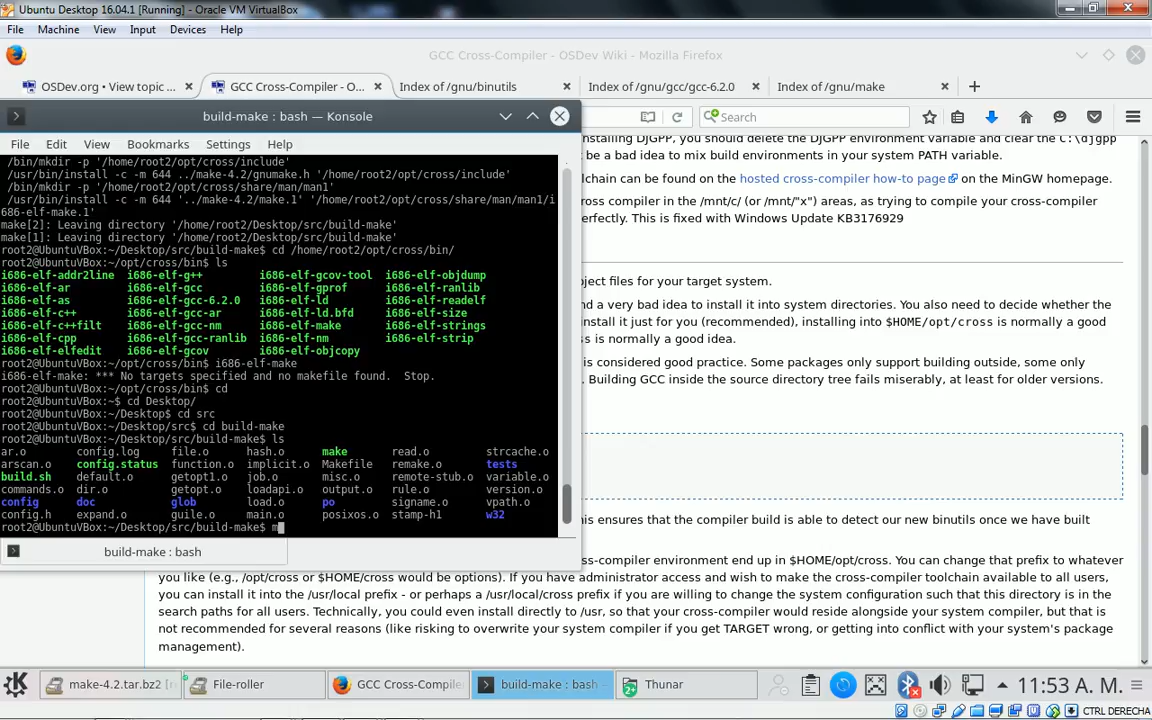 Ubuntu Desktop 16.04.1 [Running] - Oracle VM VirtualBox
File Machine View Input Devices Help
GCC Cross-Compiler - OSDev Wiki - Mozilla Firefox
OSDev.org • View topic ... × GCC Cross-Compiler - O... × Index of /gnu/binutils × Index of /gnu/gcc/gcc-6.2.0 × Index of /gnu/make × +
build-make : bash — Konsole
Search
File Edit View Bookmarks Settings Help
/bin/mkdir -p '/home/root2/opt/cross/include'
/usr/bin/install -c -m 644 ../make-4.2/gnumake.h '/home/root2/opt/cross/include'
/bin/mkdir -p '/home/root2/opt/cross/share/man/man1'
/usr/bin/install -c -m 644 '../make-4.2/make.1' '/home/root2/opt/cross/share/man/man1/i
686-elf-make.1'
make[2]: Leaving directory '/home/root2/Desktop/src/build-make'
make[1]: Leaving directory '/home/root2/Desktop/src/build-make'
root2@UbuntuVBox:~/Desktop/src/build-make$ cd /home/root2/opt/cross/bin/
root2@UbuntuVBox:~/opt/cross/bin$ ls
i686-elf-addr2line i686-elf-g++ i686-elf-gcov-tool i686-elf-objdump
i686-elf-ar i686-elf-gcc i686-elf-gprof i686-elf-ranlib
i686-elf-as i686-elf-gcc-6.2.0 i686-elf-ld i686-elf-readelf
i686-elf-c++ i686-elf-gcc-ar i686-elf-ld.bfd i686-elf-size
i686-elf-c++filt i686-elf-gcc-nm i686-elf-make i686-elf-strings
i686-elf-cpp i686-elf-gcc-ranlib i686-elf-nm i686-elf-strip
i686-elf-elfedit i686-elf-gcov i686-elf-objcopy
root2@UbuntuVBox:~/opt/cross/bin$ i686-elf-make
i686-elf-make: *** No targets specified and no makefile found. Stop.
root2@UbuntuVBox:~/opt/cross/bin$ cd
root2@UbuntuVBox:~$ cd Desktop/
root2@UbuntuVBox:~/Desktop$ cd src
root2@UbuntuVBox:~/Desktop/src$ cd build-make
root2@UbuntuVBox:~/Desktop/src/build-make$ ls
ar.o config.log file.o hash.o make read.o strcache.o
arscan.o config.status function.o implicit.o Makefile remake.o tests
build.sh default.o getopt1.o job.o misc.o remote-stub.o variable.o
commands.o dir.o getopt.o loadapi.o output.o rule.o version.o
config doc glob load.o po signame.o vpath.o
config.h expand.o guile.o main.o posixos.o stamp-h1 w32
root2@UbuntuVBox:~/Desktop/src/build-make$ m
build-make : bash
installing DJGPP, you should delete the DJGPP environment variable and clear the C:\djgpp
be a bad idea to mix build environments in your system PATH variable.
lchain can be found on the hosted cross-compiler how-to page on the MinGW homepage.
cross compiler in the /mnt/c/ (or /mnt/"x") areas, as trying to compile your cross-compiler
erfectly. This is fixed with Windows Update KB3176929
bject files for your target system.
nd a very bad idea to install it into system directories. You also need to decide whether the
install it just for you (recommended), installing into $HOME/opt/cross is normally a good
ss is normally a good idea.
is considered good practice. Some packages only support building outside, some only
. Building GCC inside the source directory tree fails miserably, at least for older versions.
his ensures that the compiler build is able to detect our new binutils once we have built
ss-compiler environment end up in $HOME/opt/cross. You can change that prefix to whatever
you like (e.g., /opt/cross or $HOME/cross would be options). If you have administrator access and wish to make the cross-compiler toolchain available to all users,
you can install it into the /usr/local prefix - or perhaps a /usr/local/cross prefix if you are willing to change the system configuration such that this directory is in the
search paths for all users. Technically, you could even install directly to /usr, so that your cross-compiler would reside alongside your system compiler, but that is
not recommended for several reasons (like risking to overwrite your system compiler if you get TARGET wrong, or getting into conflict with your system's package
management).
make-4.2.tar.bz2 [r File-roller GCC Cross-Compile build-make : bash Thunar 11:53 A. M.
CTRL DERECHA